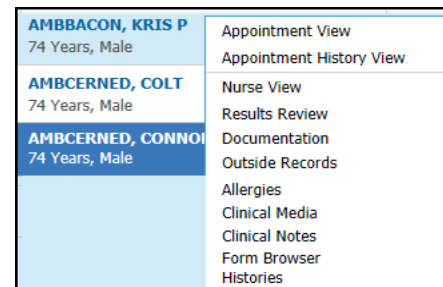 AMBBACON, KRIS P
74 Years, Male
AMBCERNED, COLT
74 Years, Male
AMBCERNED, CONNO
74 Years, Male
Appointment View
Appointment History View
Nurse View
Results Review
Documentation
Outside Records
Allergies
Clinical Media
Clinical Notes
Form Browser
Histories